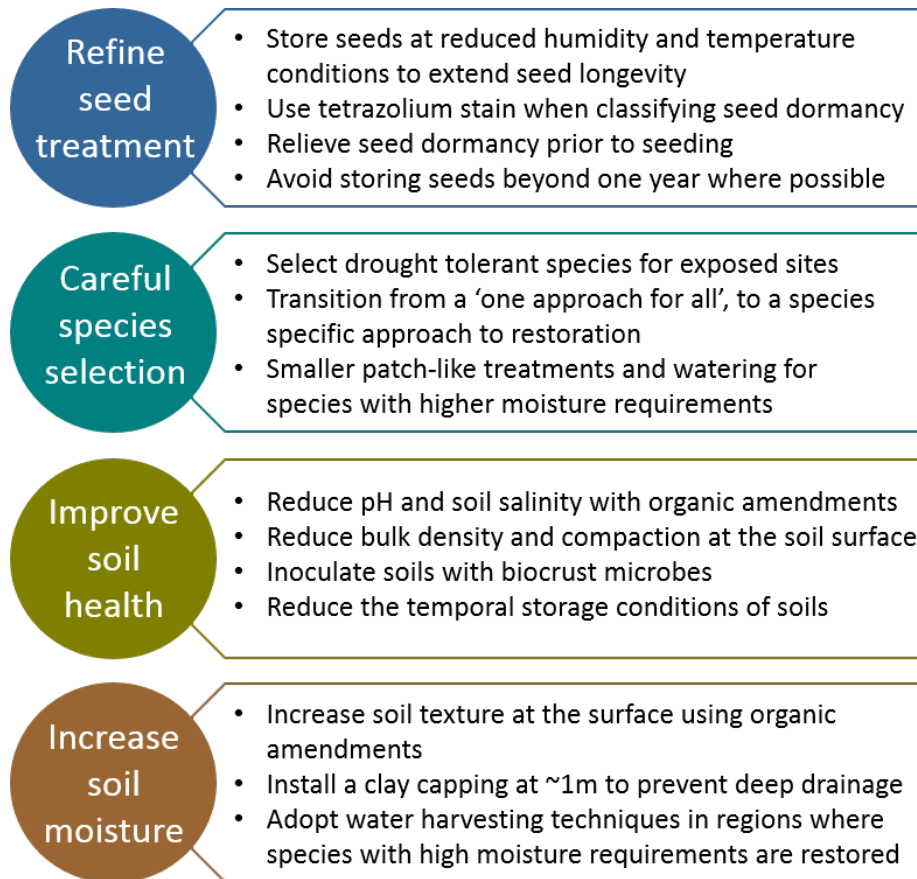 Refine
seed
treatment
• Store seeds at reduced humidity and temperature
conditions to extend seed longevity
• Use tetrazolium stain when classifying seed dormancy
• Relieve seed dormancy prior to seeding
• Avoid storing seeds beyond one year where possible
Careful
species
selection
• Select drought tolerant species for exposed sites
• Transition from a ‘one approach for all’, to a species
specific approach to restoration
• Smaller patch-like treatments and watering for
species with higher moisture requirements
Improve
soil
health
• Reduce pH and soil salinity with organic amendments
• Reduce bulk density and compaction at the soil surface
• Inoculate soils with biocrust microbes
• Reduce the temporal storage conditions of soils
Increase
soil
moisture
• Increase soil texture at the surface using organic
amendments
• Install a clay capping at ~1m to prevent deep drainage
• Adopt water harvesting techniques in regions where
species with high moisture requirements are restored